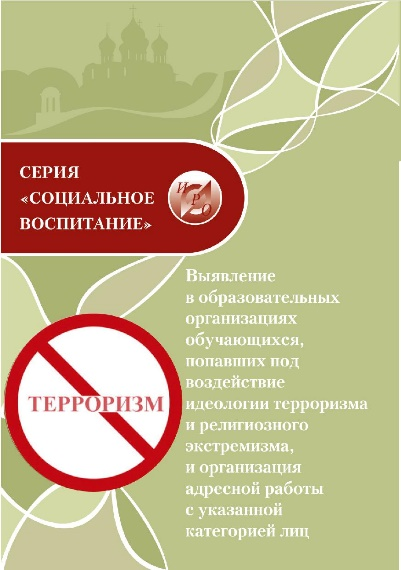 СЕРИЯ
«СОЦИАЛЬНОЕ
ВОСПИТАНИЕ»
ИРО
Выявление
в образовательных
организациях
обучающихся,
попавших под
воздействие
идеологии терроризма
и религиозного
экстремизма,
и организация
адресной работы
с указанной
категорией лиц
ТЕРРОРИЗМ